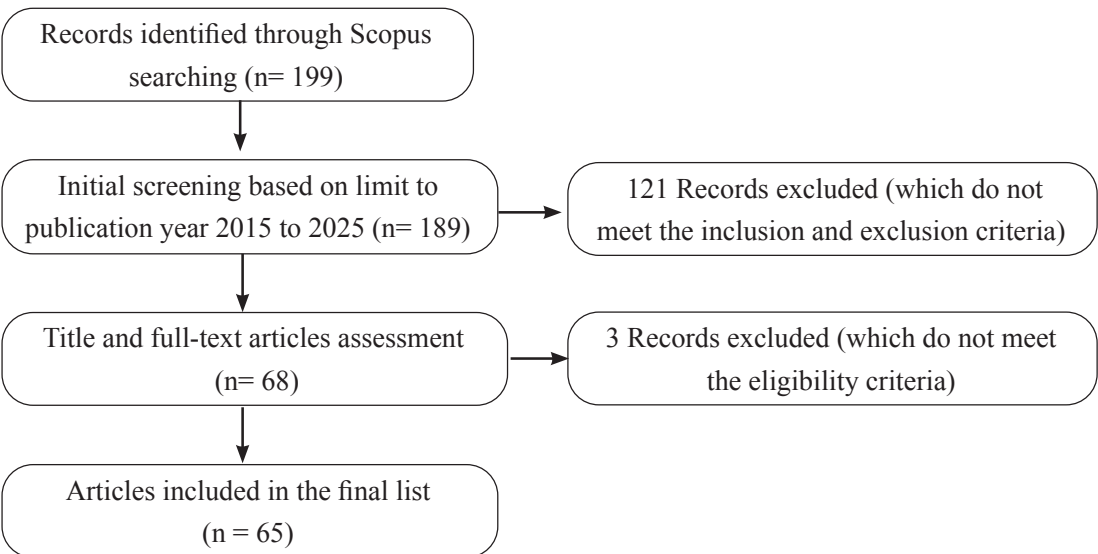 Records identified through Scopus
searching (n= 199)
Initial screening based on limit to
publication year 2015 to 2025 (n= 189)
121 Records excluded (which do not
meet the inclusion and exclusion criteria)
Title and full-text articles assessment
(n= 68)
3 Records excluded (which do not meet
the eligibility criteria)
Articles included in the final list
(n = 65)